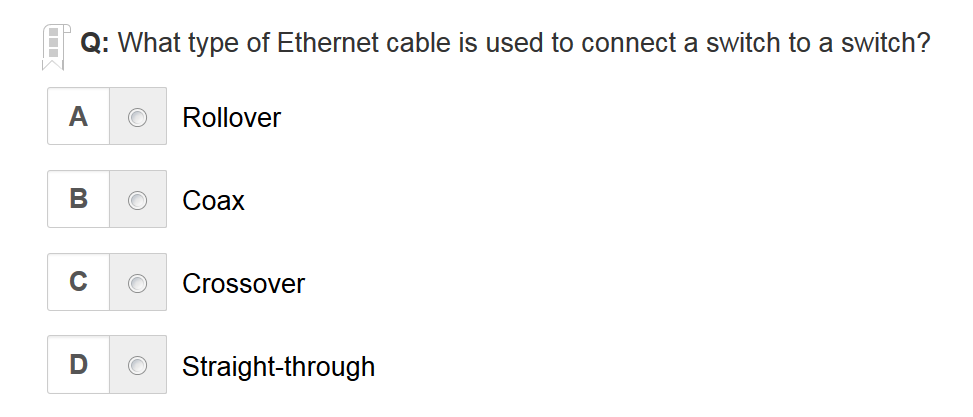 Q: What type of Ethernet cable is used to connect a switch to a switch?
A Rollover
B Coax
C Crossover
D Straight-through